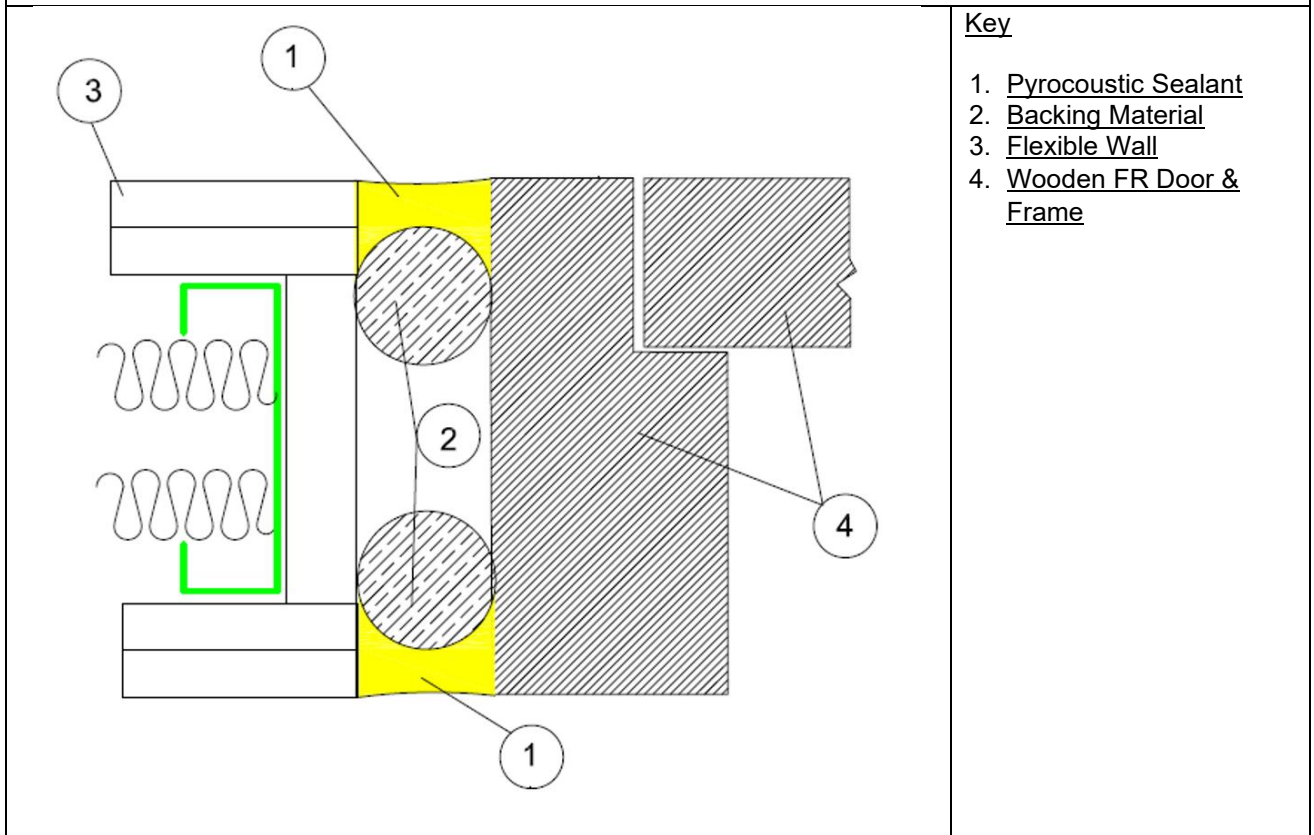 Key
1. Pyrocoustic Sealant
2. Backing Material
3. Flexible Wall
4. Wooden FR Door &
Frame
1
3
2
4
1